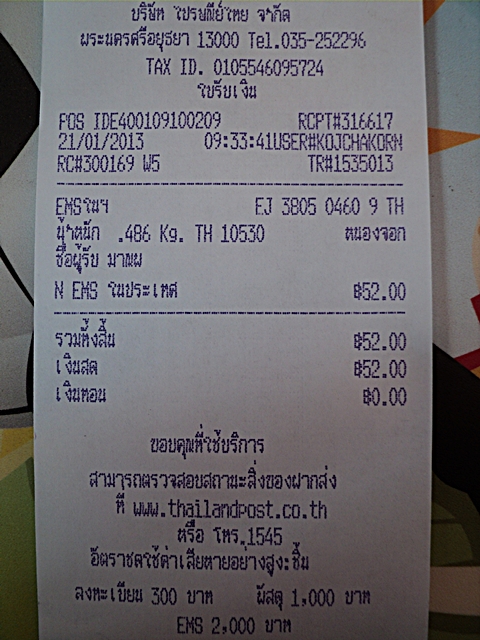 บริษัท ไปรษณีย์ไทย จำกัด
พระนครศรีอยุธยา 13000 Tel.035-252296
TAX ID. 0105546095724
ใบรับเงิน
POS IDE400109100209 RCPT#316617
21/01/2013 09:33:41USER#KOJCHAKORN
RC#300169 W5 TR#1535013
EMSในฯ EJ 3805 0460 9 TH
น้ำหนัก .486 Kg. TH 10530 หนองจอก
ชื่อผู้รับ มานพ
N EMS ในประเทศ ฿52.00
รวมทั้งสิ้น ฿52.00
เงินสด ฿52.00
เงินทอน ฿0.00
ขอบคุณที่ใช้บริการ
สามารถตรวจสอบสถานะสิ่งของฝากส่ง
ที่ www.thailandpost.co.th
หรือ โทร.1545
อัตราชดใช้ค่าเสียหายอย่างสูง:ชิ้น
ลงทะเบียน 300 บาท พัสดุ 1,000 บาท
EMS 2,000 บาท